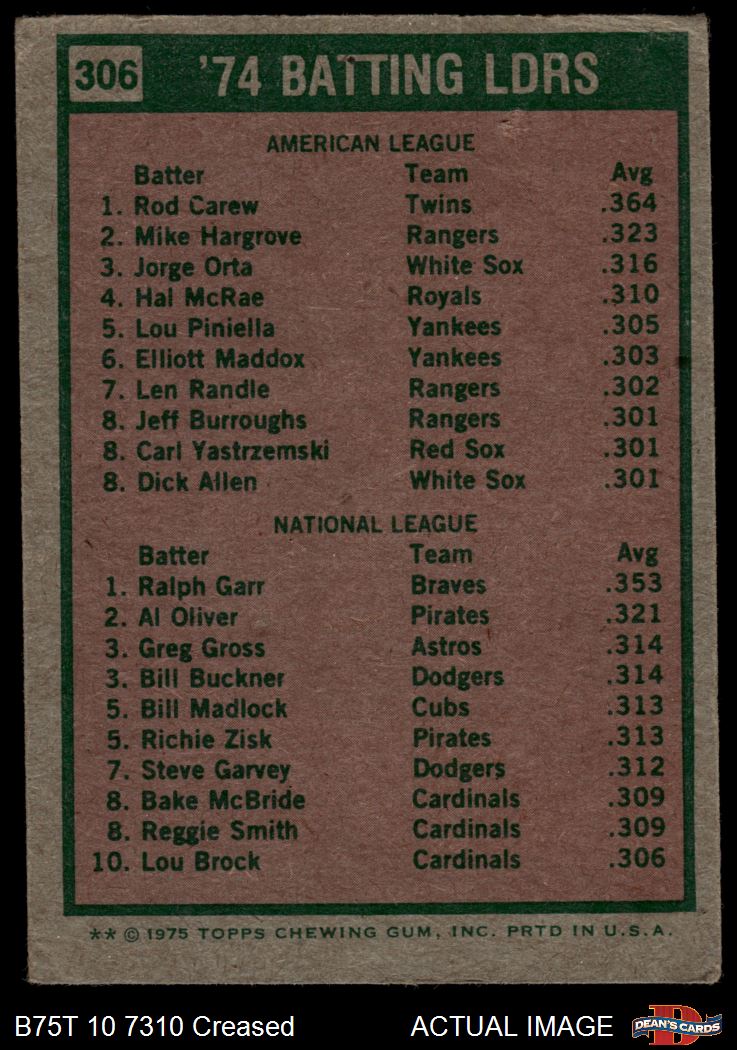 306 '74 BATTING LDRS
AMERICAN LEAGUE
Batter Team Avg
1. Rod Carew Twins .364
2. Mike Hargrove Rangers .323
3. Jorge Orta White Sox .316
4. Hal McRae Royals .310
5. Lou Piniella Yankees .305
6. Elliott Maddox Yankees .303
7. Len Randle Rangers .302
8. Jeff Burroughs Rangers .301
8. Carl Yastrzemski Red Sox .301
8. Dick Allen White Sox .301
NATIONAL LEAGUE
Batter Team Avg
1. Ralph Garr Braves .353
2. Al Oliver Pirates .321
3. Greg Gross Astros .314
3. Bill Buckner Dodgers .314
5. Bill Madlock Cubs .313
5. Richie Zisk Pirates .313
7. Steve Garvey Dodgers .312
8. Bake McBride Cardinals .309
8. Reggie Smith Cardinals .309
10. Lou Brock Cardinals .306
** © 1975 TOPPS CHEWING GUM, INC. PRTD IN U.S.A.
B75T 10 7310 Creased ACTUAL IMAGE D DEAN'S CARDS